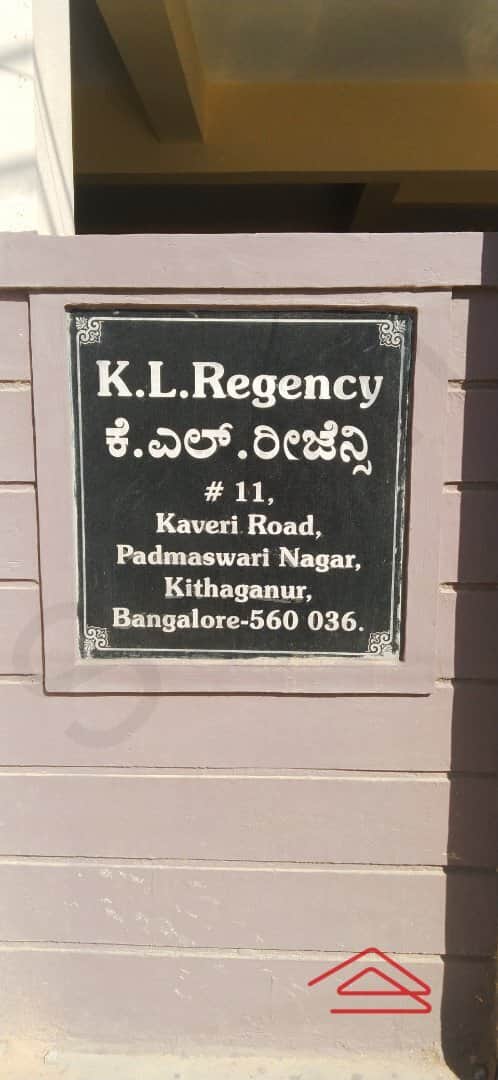 K.L.Regency
ಕೆ.ಎಲ್.ರೀಜೆನ್ಸಿ
# 11,
Kaveri Road,
Padmaswari Nagar,
Kithaganur,
Bangalore-560 036.